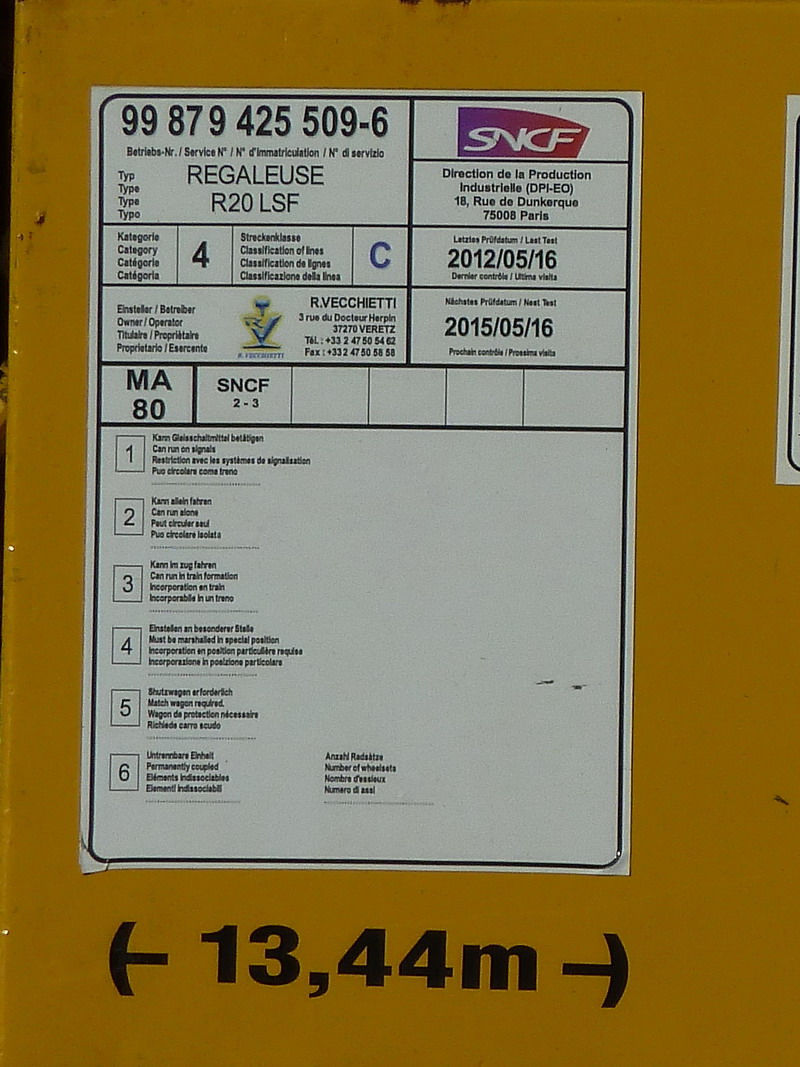 99 87 9 425 509-6
Betriebs-Nr. / Service N° / N° d'immatriculation / N° di servizio
Typ
Type
Type
Typo
REGALEUSE
R20 LSF
SNCF
Direction de la Production
Industrielle (DPI-EO)
18, Rue de Dunkerque
75008 Paris
Kategorie
Category
Catégorie
Catégoria
4
Streckenklasse
Classification of lines
Classification de lignes
Classificazione della linea
C
Letztes Prüfdatum / Last Test
2012/05/16
Dernier contrôle / Ultima visita
Einsteller / Betreiber
Owner / Operator
Titulaire / Propriétaire
Proprietario / Esercente
R. VECCHIETTI
R.VECCHIETTI
3 rue du Docteur Herpin
37270 VERETZ
Tél. : +33 2 47 50 54 62
Fax : +33 2 47 50 58 58
Nächstes Prüfdatum / Nest Test
2015/05/16
Prochain contrôle / Prossima visita
MA
80
SNCF
2 - 3
1
Kann Gleisschaltmittel betätigen
Can run on signals
Restriction avec les systèmes de signalisation
Puo circolare come treno
2
Kann allein fahren
Can run alone
Peut circuler seul
Puo circolare isolata
3
Kann im zug fahren
Can run in train formation
Incorporation en train
Incorporabile in un treno
4
Einstellen an besonderer Stelle
Must be marshalled in special position
Incorporation en position particulière requise
Incorporazione in posizione particolare
5
Shutzwagen erforderlich
Match wagon required.
Wagon de protection nécessaire
Richiede carro scudo
6
Untrennbare Einheit
Permanently coupled
Eléments indissociables
Elementi indissociabili
Anzahl Radsätze
Number of wheelsets
Nombre d'essieux
Numero di assi
(- 13,44m -)